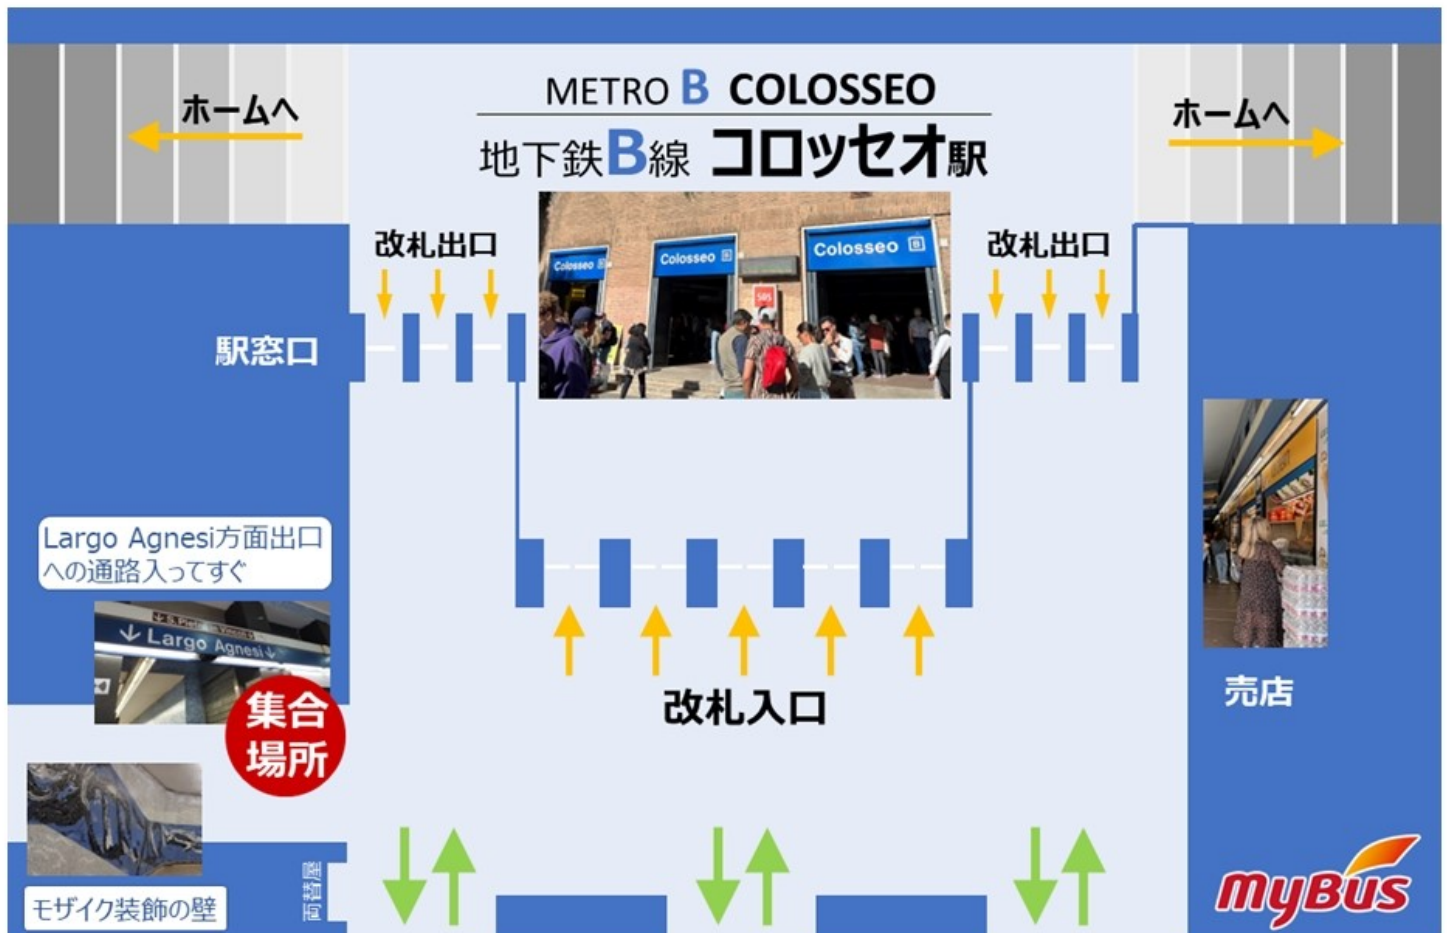 METRO B COLOSSEO
地下鉄B線 コロッセオ駅
ホームへ
ホームへ
改札出口
改札出口
Colosseo B
Colosseo B
Colosseo B
SOS
駅窓口
Largo Agnesi方面出口
への通路入ってすぐ
↓ Largo Agnesi ↓
集合
場所
改札入口
売店
モザイク装飾の壁
両替屋
myBus